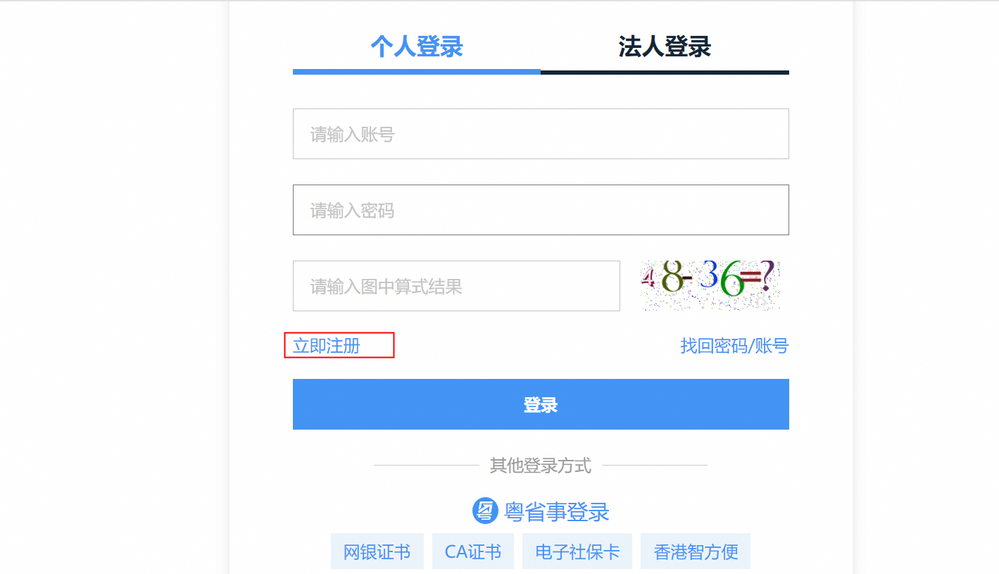 个人登录 法人登录
请输入账号
请输入密码
请输入图中算式结果 48-36=?
立即注册 找回密码/账号
登录
其他登录方式
粤省事登录
网银证书 CA证书 电子社保卡 香港智方便